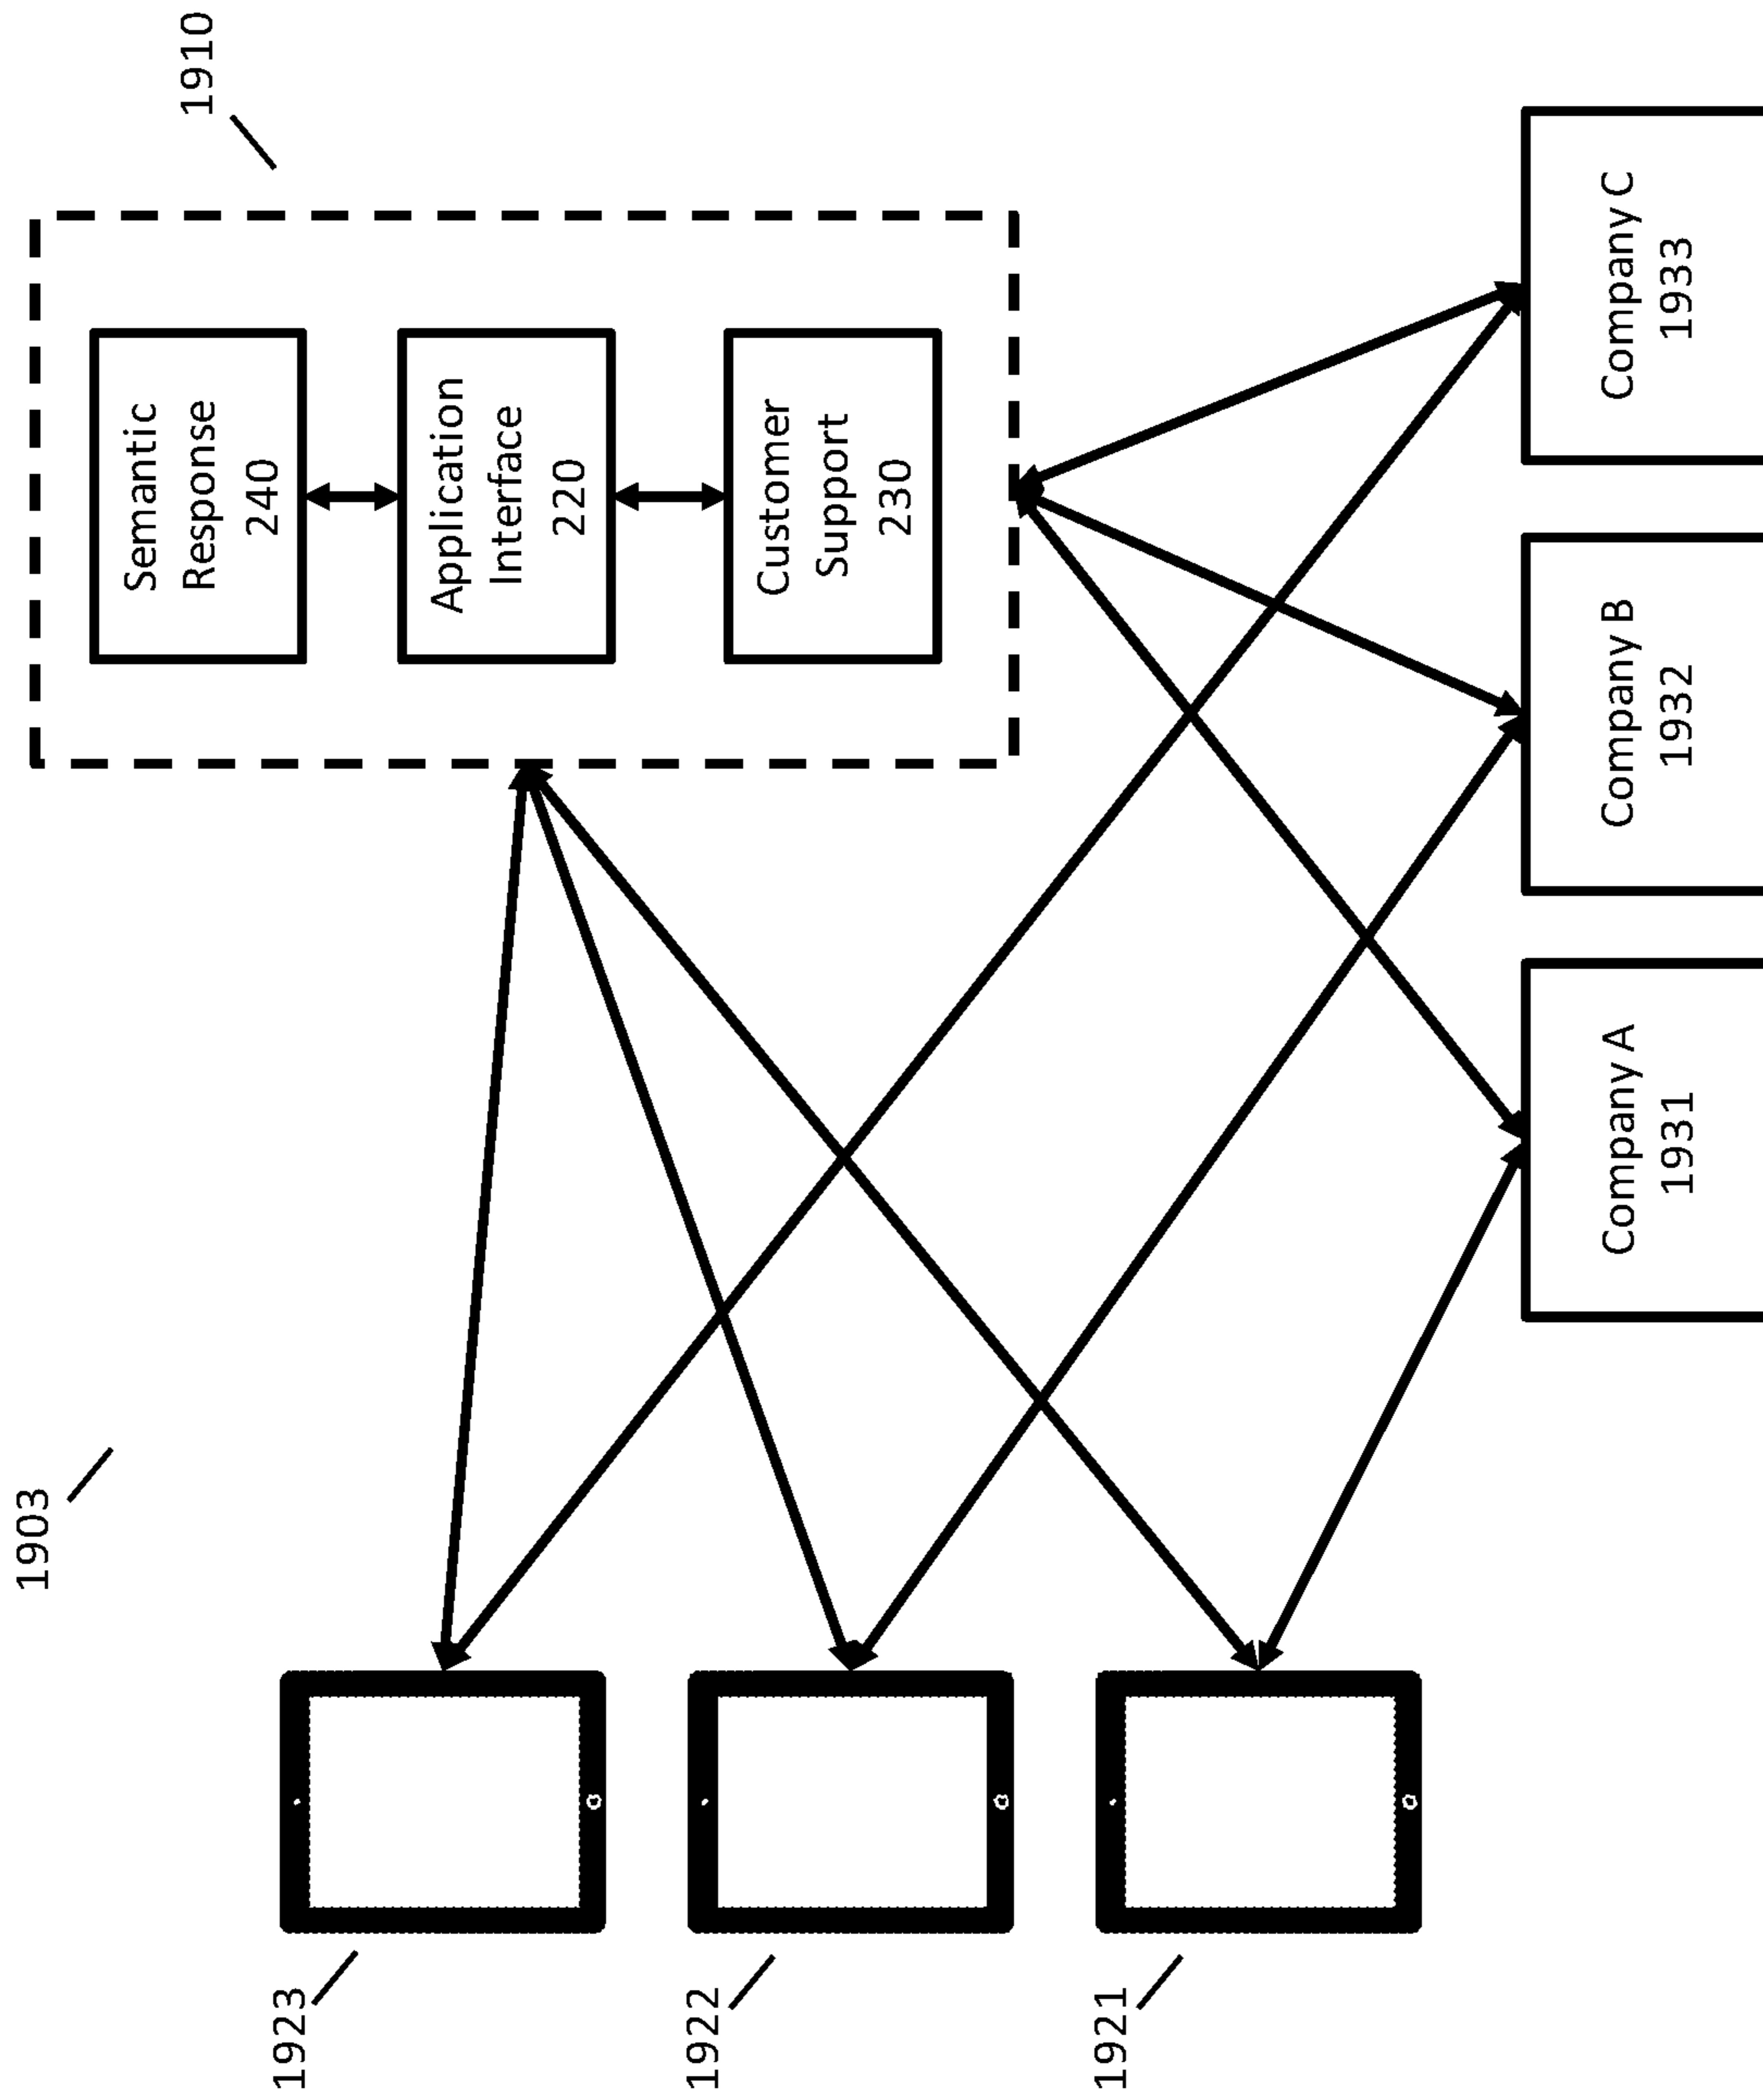 1903
1910
Semantic
Response
240
Application
Interface
220
Customer
Support
230
1923
1922
1921
Company A
1931
Company B
1932
Company C
1933